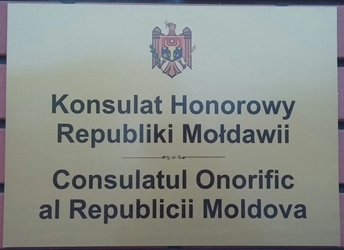 Konsulat Honorowy
Republiki Mołdawii
Consulatul Onorific
al Republicii Moldova